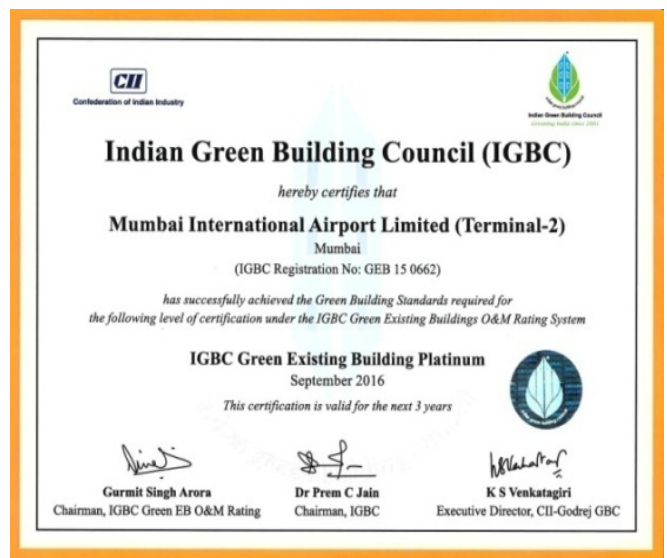 CII
Confederation of Indian Industry
Indian Green Building Council
Greening India since 2001
Indian Green Building Council (IGBC)
hereby certifies that
Mumbai International Airport Limited (Terminal-2)
Mumbai
(IGBC Registration No: GEB 15 0662)
has successfully achieved the Green Building Standards required for
the following level of certification under the IGBC Green Existing Buildings O&M Rating System
IGBC Green Existing Building Platinum
September 2016
This certification is valid for the next 3 years
Gurmit Singh Arora
Chairman, IGBC Green EB O&M Rating
Dr Prem C Jain
Chairman, IGBC
K S Venkatagiri
Executive Director, CII-Godrej GBC